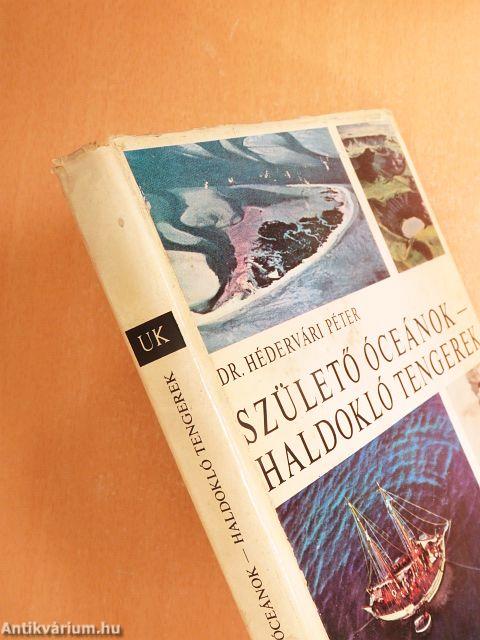 DR. HÉDERVÁRI PÉTER
SZÜLETŐ ÓCEÁNOK –
HALDOKLÓ TENGEREK
UK
ÓCEÁNOK — HALDOKLÓ TENGEREK
Antikvárium.hu